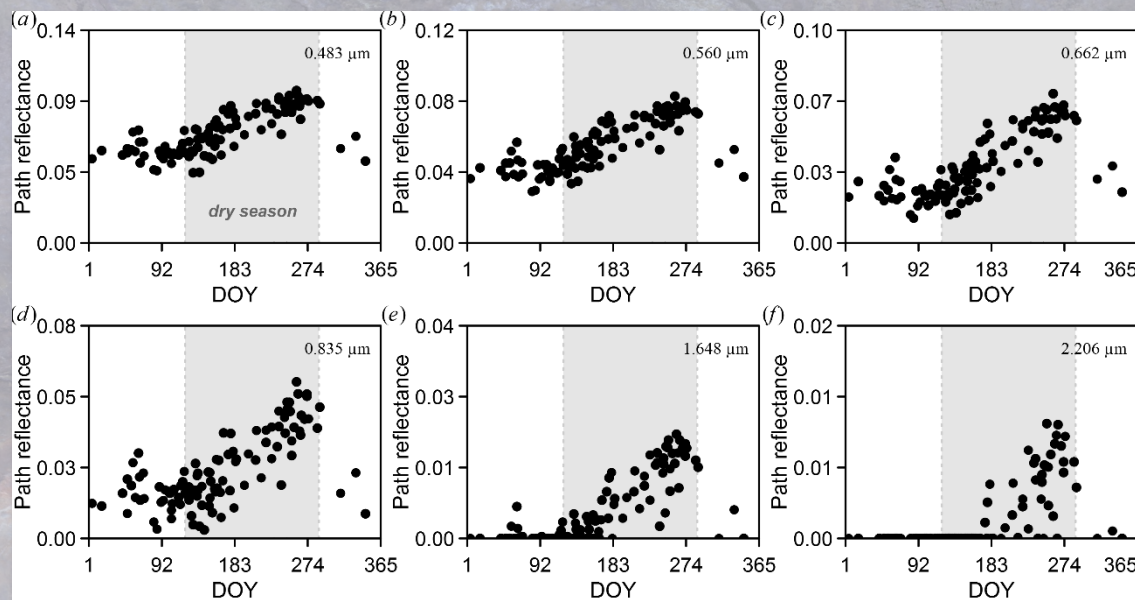 (a) (b) (c)
0.14 0.12 0.10
0.483 µm 0.560 µm 0.662 µm
0.09 0.08 0.07
Path reflectance Path reflectance Path reflectance
0.05 0.04 0.03
dry season
0.00 0.00 0.00
1 92 183 274 365 1 92 183 274 365 1 92 183 274 365
DOY DOY DOY
(d) (e) (f)
0.08 0.04 0.02
0.835 µm 1.648 µm 2.206 µm
0.05 0.03 0.01
Path reflectance Path reflectance Path reflectance
0.03 0.01 0.01
0.00 0.00 0.00
1 92 183 274 365 1 92 183 274 365 1 92 183 274 365
DOY DOY DOY